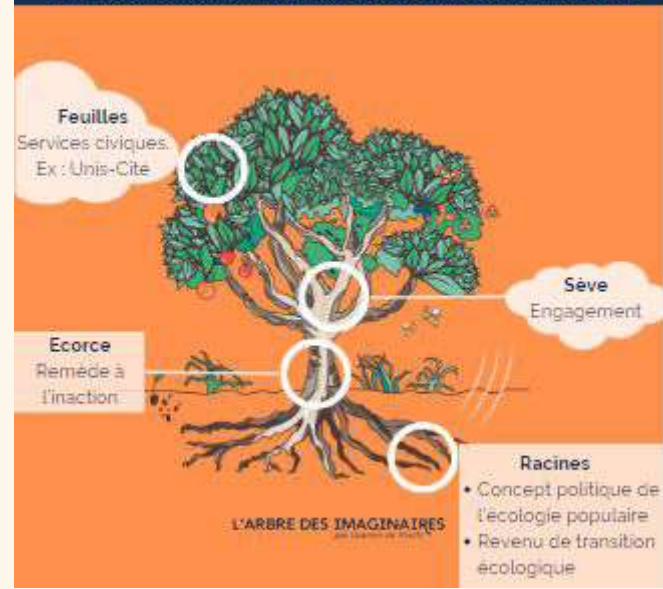 Feuilles
Services civiques.
Ex : Unis-Cité
Sève
Engagement
Ecorce
Remède à
l'inaction
Racines
• Concept politique de
l'écologie populaire
• Revenu de transition
écologique
L'ARBRE DES IMAGINAIRES